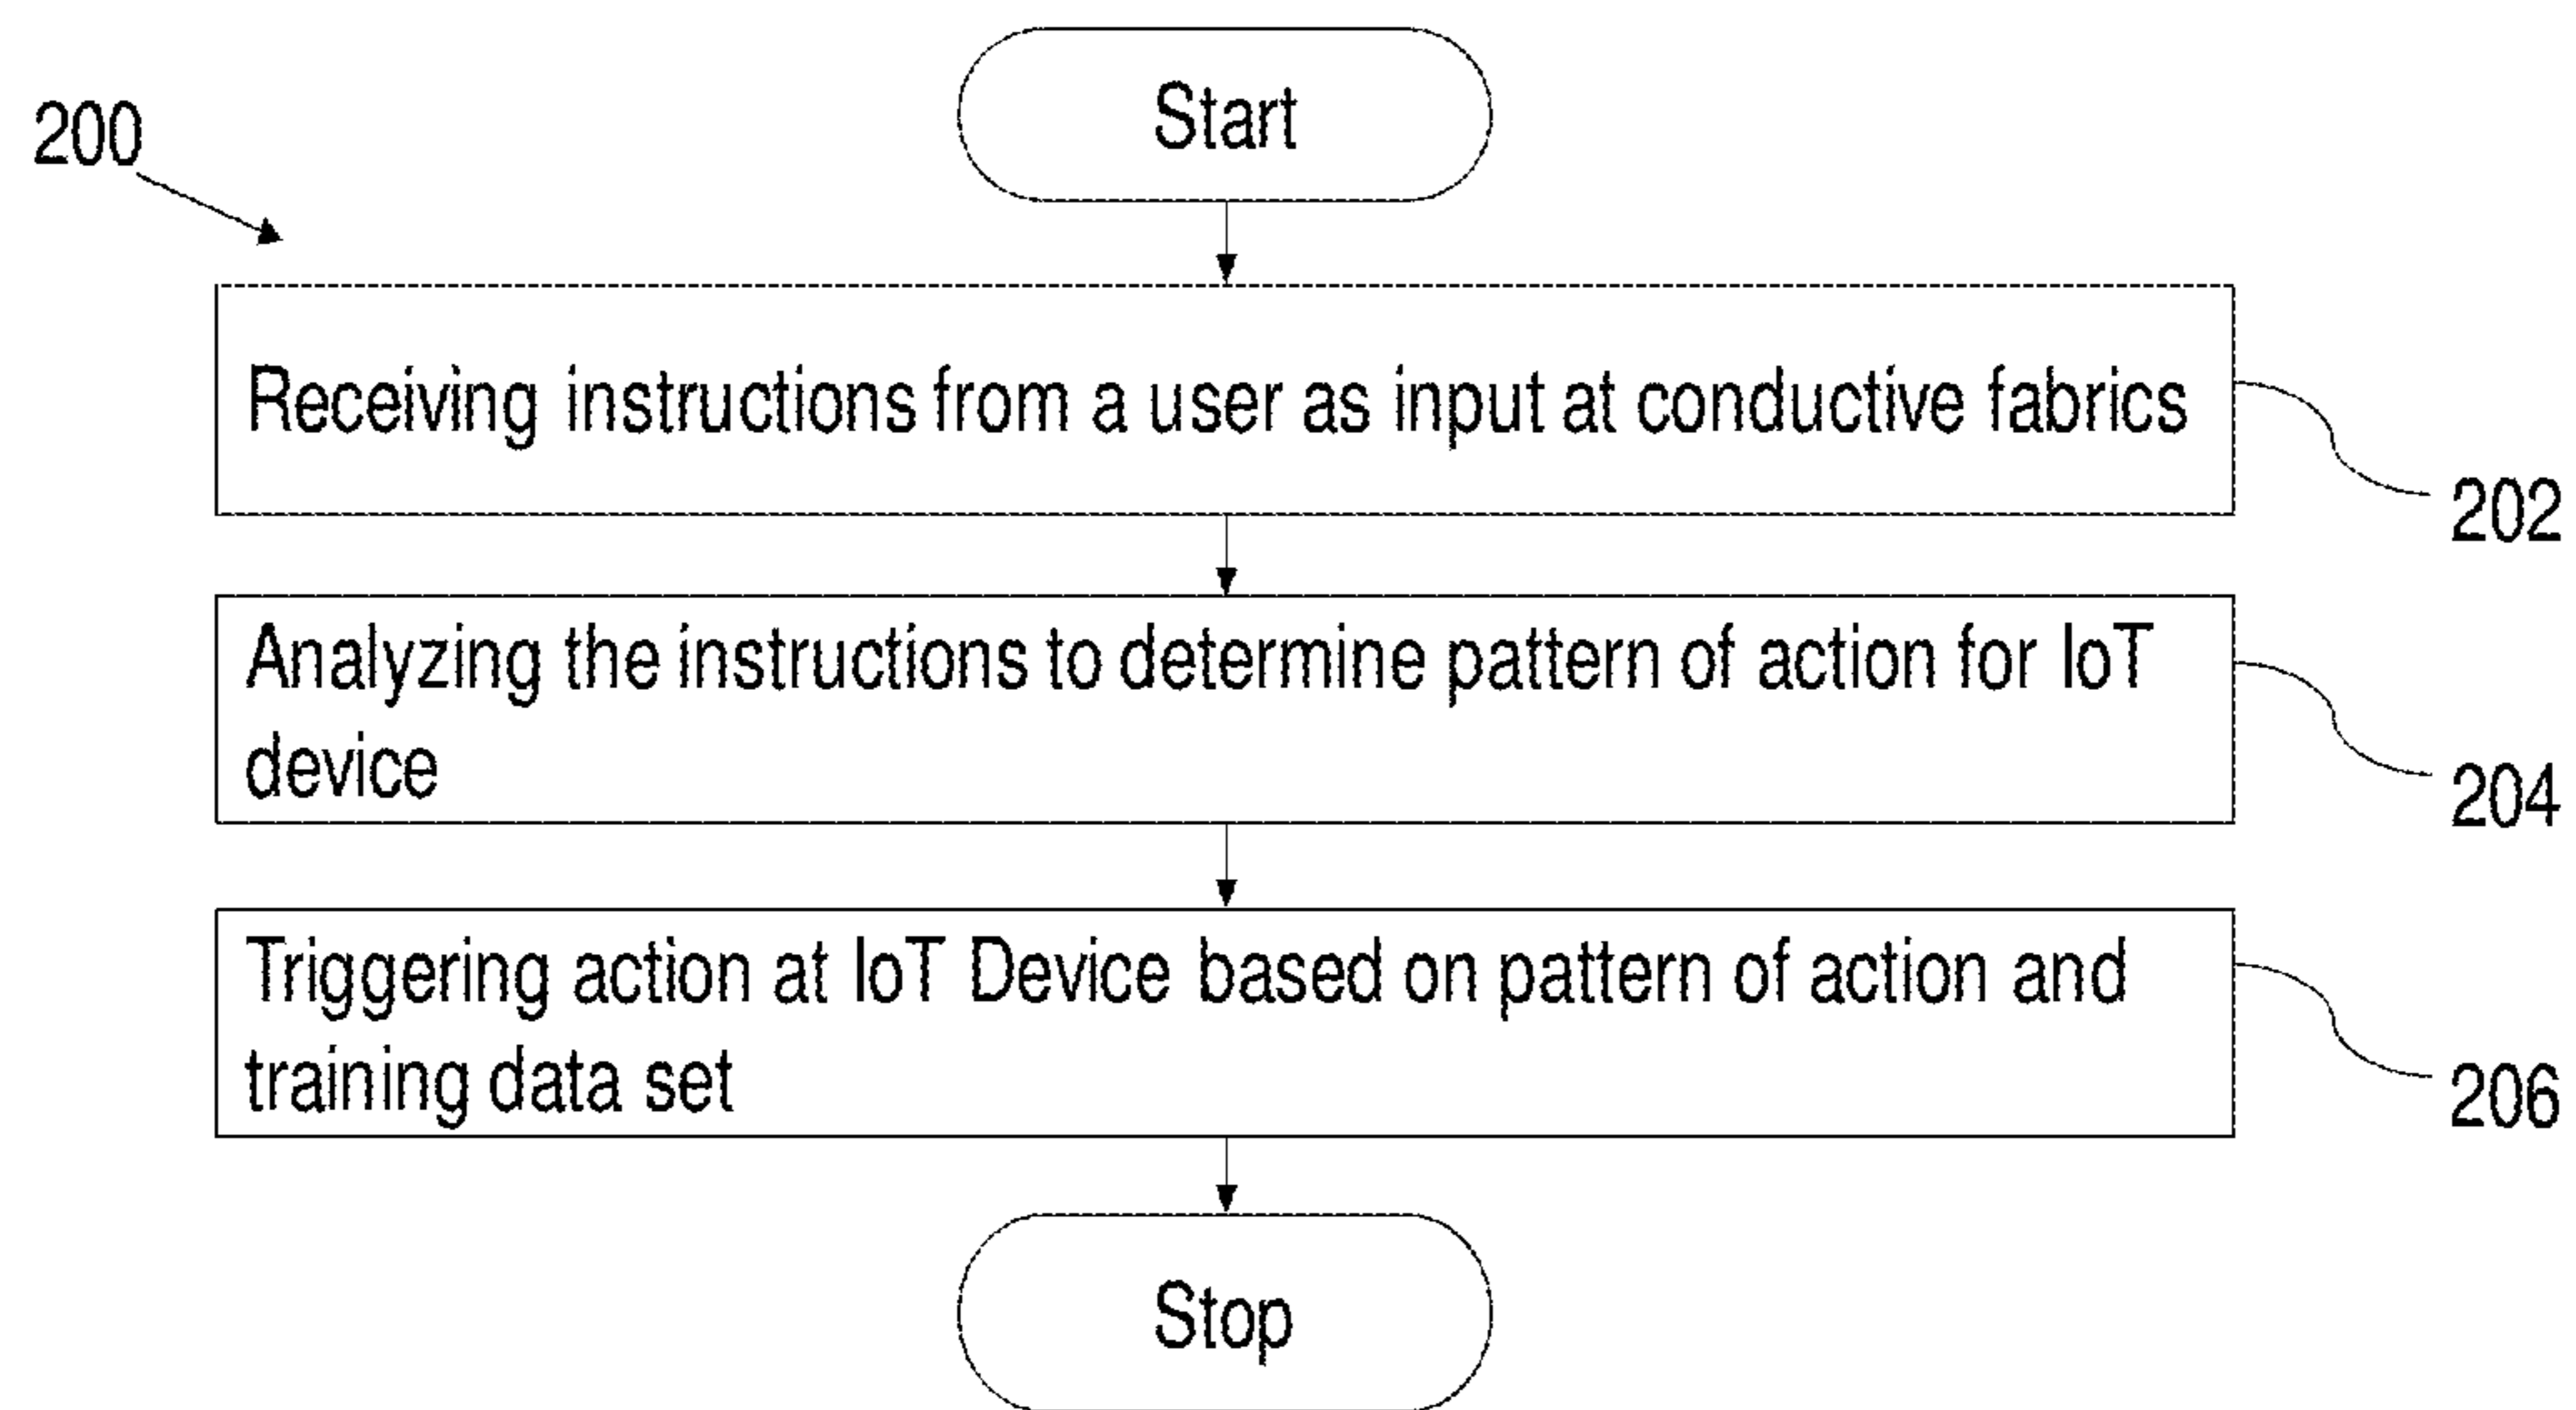 Start
200
Receiving instructions from a user as input at conductive fabrics
202
Analyzing the instructions to determine pattern of action for IoT
device
204
Triggering action at IoT Device based on pattern of action and
training data set
206
Stop